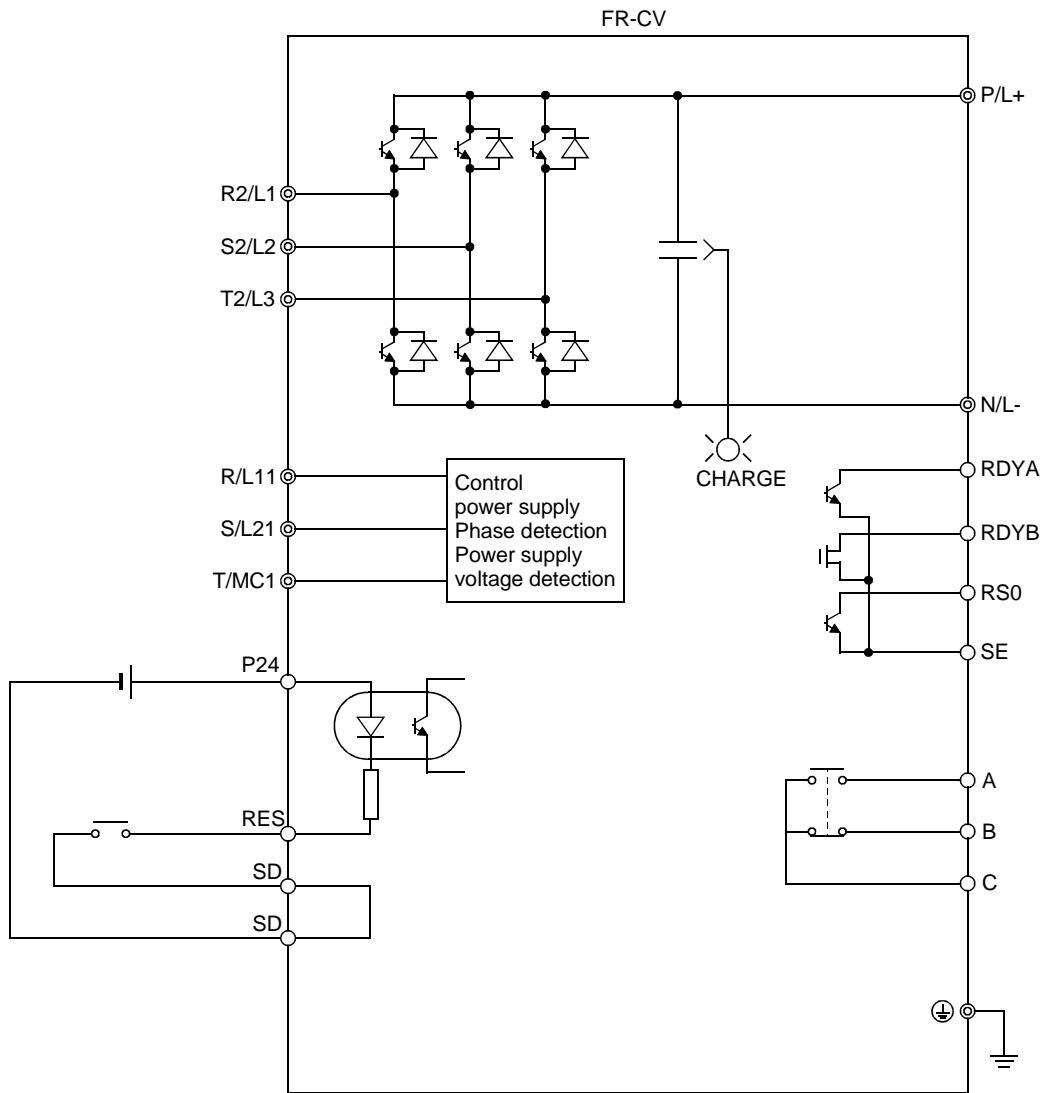 FR-CV
P/L+
R2/L1
S2/L2
T2/L3
N/L-
CHARGE
R/L11
S/L21
T/MC1
Control
power supply
Phase detection
Power supply
voltage detection
RDYA
RDYB
RS0
SE
P24
RES
SD
SD
A
B
C